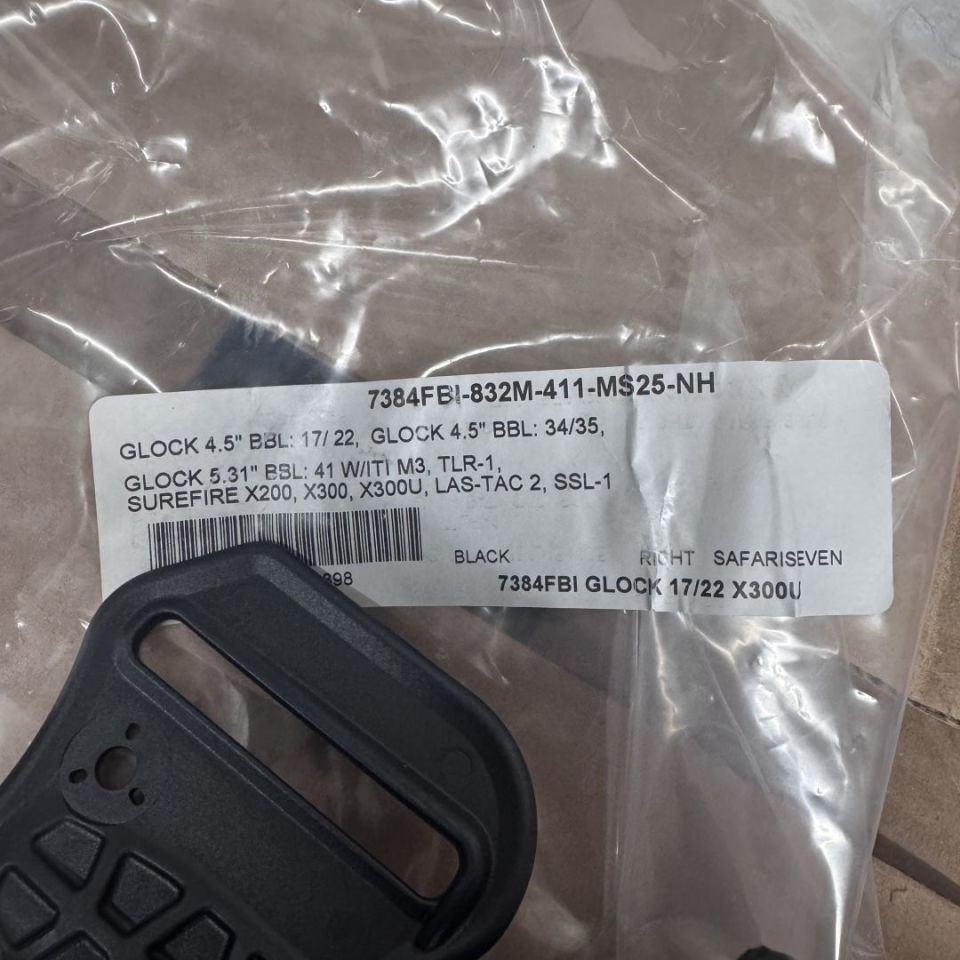 7384FBI-832M-411-MS25-NH
GLOCK 4.5" BBL: 17/ 22, GLOCK 4.5" BBL: 34/35,
GLOCK 5.31" BBL: 41 W/ITI M3, TLR-1,
SUREFIRE X200, X300, X300U, LAS-TAC 2, SSL-1
BLACK RIGHT SAFARISEVEN
398
7384FBI GLOCK 17/22 X300U